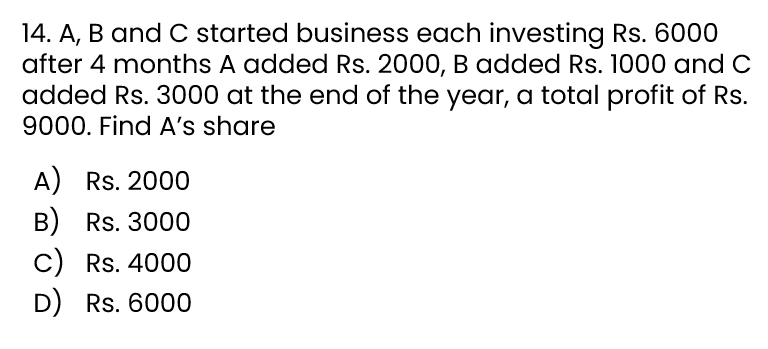 14. A, B and C started business each investing Rs. 6000
after 4 months A added Rs. 2000, B added Rs. 1000 and C
added Rs. 3000 at the end of the year, a total profit of Rs.
9000. Find A’s share
A) Rs. 2000
B) Rs. 3000
C) Rs. 4000
D) Rs. 6000